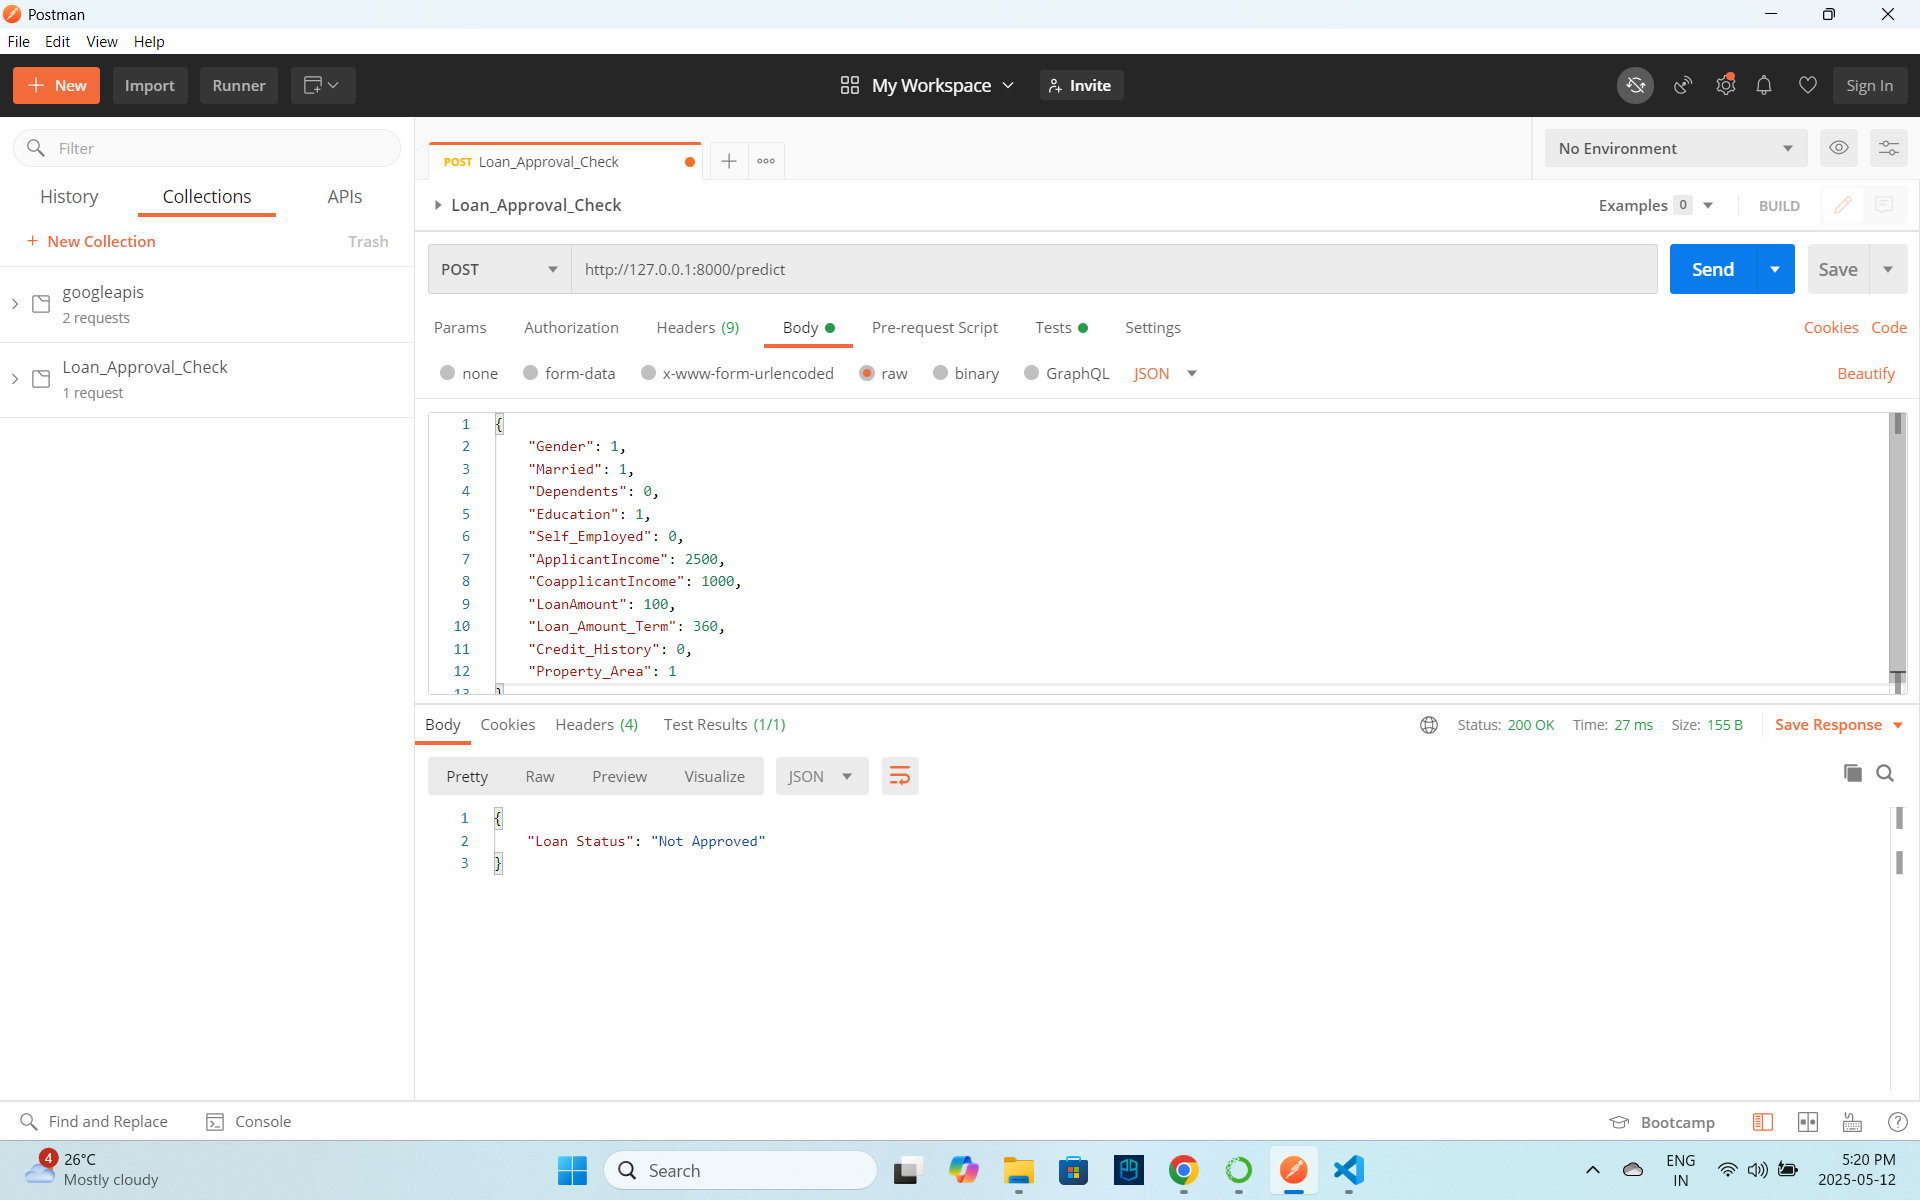 Postman
File Edit View Help
New Import Runner My Workspace Invite Sign In
Filter
History Collections APIs
+ New Collection Trash
googleapis
2 requests
Loan_Approval_Check
1 request
POST Loan_Approval_Check
No Environment
Loan_Approval_Check
Examples 0 BUILD
POST http://127.0.0.1:8000/predict Send Save
Params Authorization Headers (9) Body Pre-request Script Tests Settings Cookies Code
none form-data x-www-form-urlencoded raw binary GraphQL JSON Beautify
1 {
2 "Gender": 1,
3 "Married": 1,
4 "Dependents": 0,
5 "Education": 1,
6 "Self_Employed": 0,
7 "ApplicantIncome": 2500,
8 "CoapplicantIncome": 1000,
9 "LoanAmount": 100,
10 "Loan_Amount_Term": 360,
11 "Credit_History": 0,
12 "Property_Area": 1
13 }
Body Cookies Headers (4) Test Results (1/1) Status: 200 OK Time: 27 ms Size: 155 B Save Response
Pretty Raw Preview Visualize JSON
1 {
2 "Loan Status": "Not Approved"
3 }
Find and Replace Console Bootcamp
4
26°C
Mostly cloudy
Search
ENG
IN
5:20 PM
2025-05-12